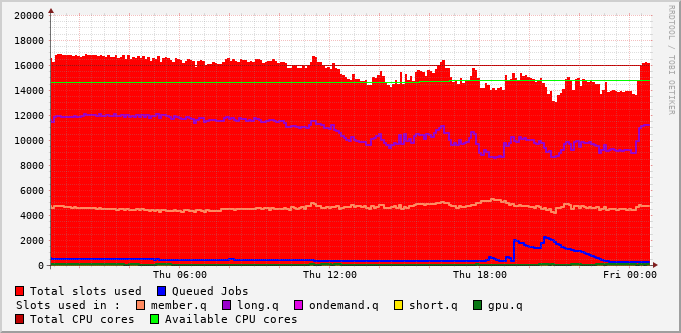 20000
18000
16000
14000
12000
10000
8000
6000
4000
2000
0
Thu 06:00 Thu 12:00 Thu 18:00 Fri 00:00
RRDTOOL / TOBI OETIKER
Total slots used Queued Jobs
Slots used in : member.q long.q ondemand.q short.q gpu.q
Total CPU cores Available CPU cores